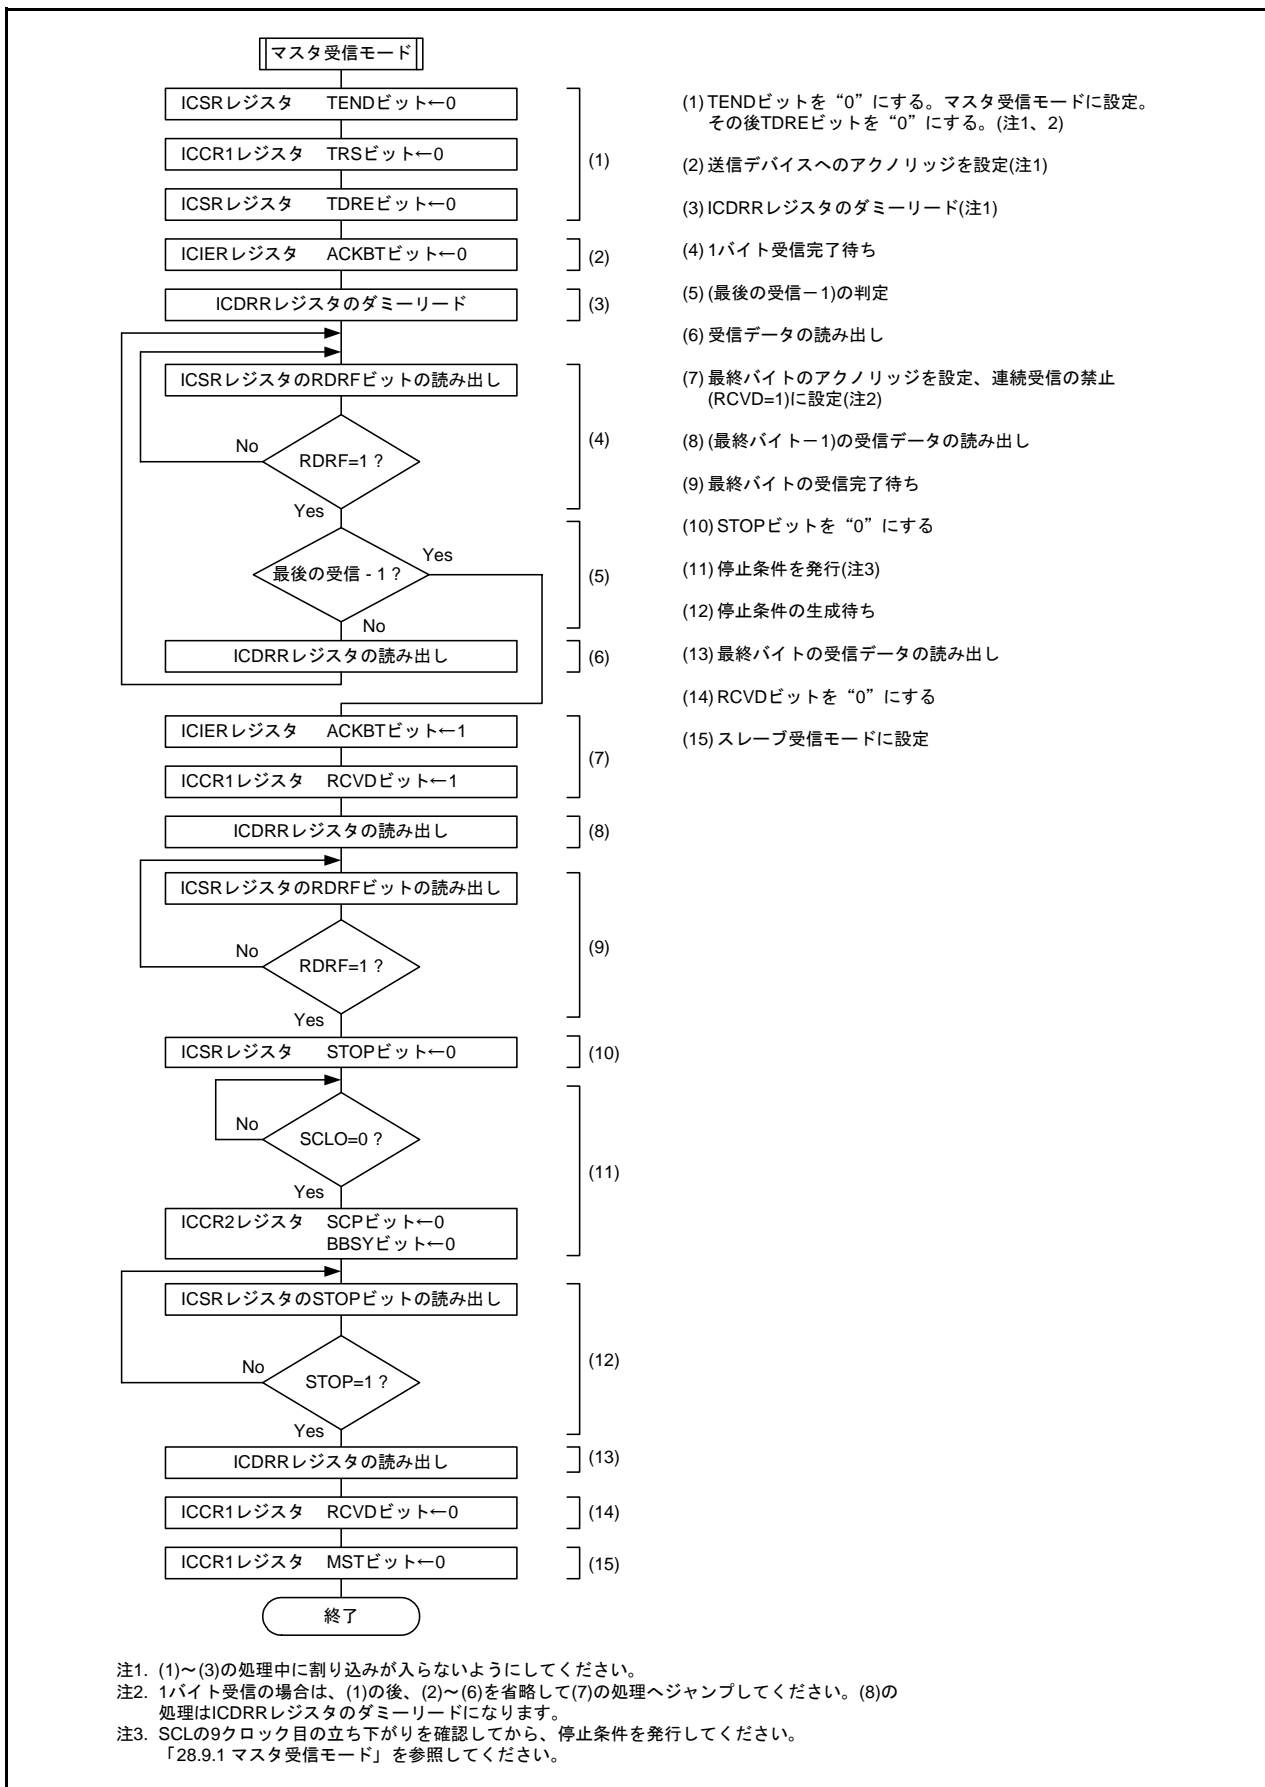 マスタ受信モード
ICSRレジスタ TENDビット←0
ICCR1レジスタ TRSビット←0
ICSRレジスタ TDREビット←0
(1)
ICIERレジスタ ACKBTビット←0
(2)
ICDRRレジスタのダミーリード
(3)
ICSRレジスタのRDRFビットの読み出し
No
RDRF=1 ?
(4)
Yes
最後の受信 - 1 ?
Yes
(5)
No
ICDRRレジスタの読み出し
(6)
ICIERレジスタ ACKBTビット←1
ICCR1レジスタ RCVDビット←1
(7)
ICDRRレジスタの読み出し
(8)
ICSRレジスタのRDRFビットの読み出し
No
RDRF=1 ?
(9)
Yes
ICSRレジスタ STOPビット←0
(10)
No
SCLO=0 ?
(11)
Yes
ICCR2レジスタ SCPビット←0
BBSYビット←0
ICSRレジスタのSTOPビットの読み出し
No
STOP=1 ?
(12)
Yes
ICDRRレジスタの読み出し
(13)
ICCR1レジスタ RCVDビット←0
(14)
ICCR1レジスタ MSTビット←0
(15)
終了
(1) TENDビットを“0”にする。マスタ受信モードに設定。
その後TDREビットを“0”にする。(注1、2)
(2) 送信デバイスへのアクノリッジを設定(注1)
(3) ICDRRレジスタのダミーリード(注1)
(4) 1バイト受信完了待ち
(5) (最後の受信－1)の判定
(6) 受信データの読み出し
(7) 最終バイトのアクノリッジを設定、連続受信の禁止
(RCVD=1)に設定(注2)
(8) (最終バイト－1)の受信データの読み出し
(9) 最終バイトの受信完了待ち
(10) STOPビットを“0”にする
(11) 停止条件を発行(注3)
(12) 停止条件の生成待ち
(13) 最終バイトの受信データの読み出し
(14) RCVDビットを“0”にする
(15) スレーブ受信モードに設定
注1. (1)～(3)の処理中に割り込みが入らないようにしてください。
注2. 1バイト受信の場合は、(1)の後、(2)～(6)を省略して(7)の処理へジャンプしてください。(8)の
処理はICDRRレジスタのダミーリードになります。
注3. SCLの9クロック目の立ち下がりを確認してから、停止条件を発行してください。
「28.9.1 マスタ受信モード」を参照してください。